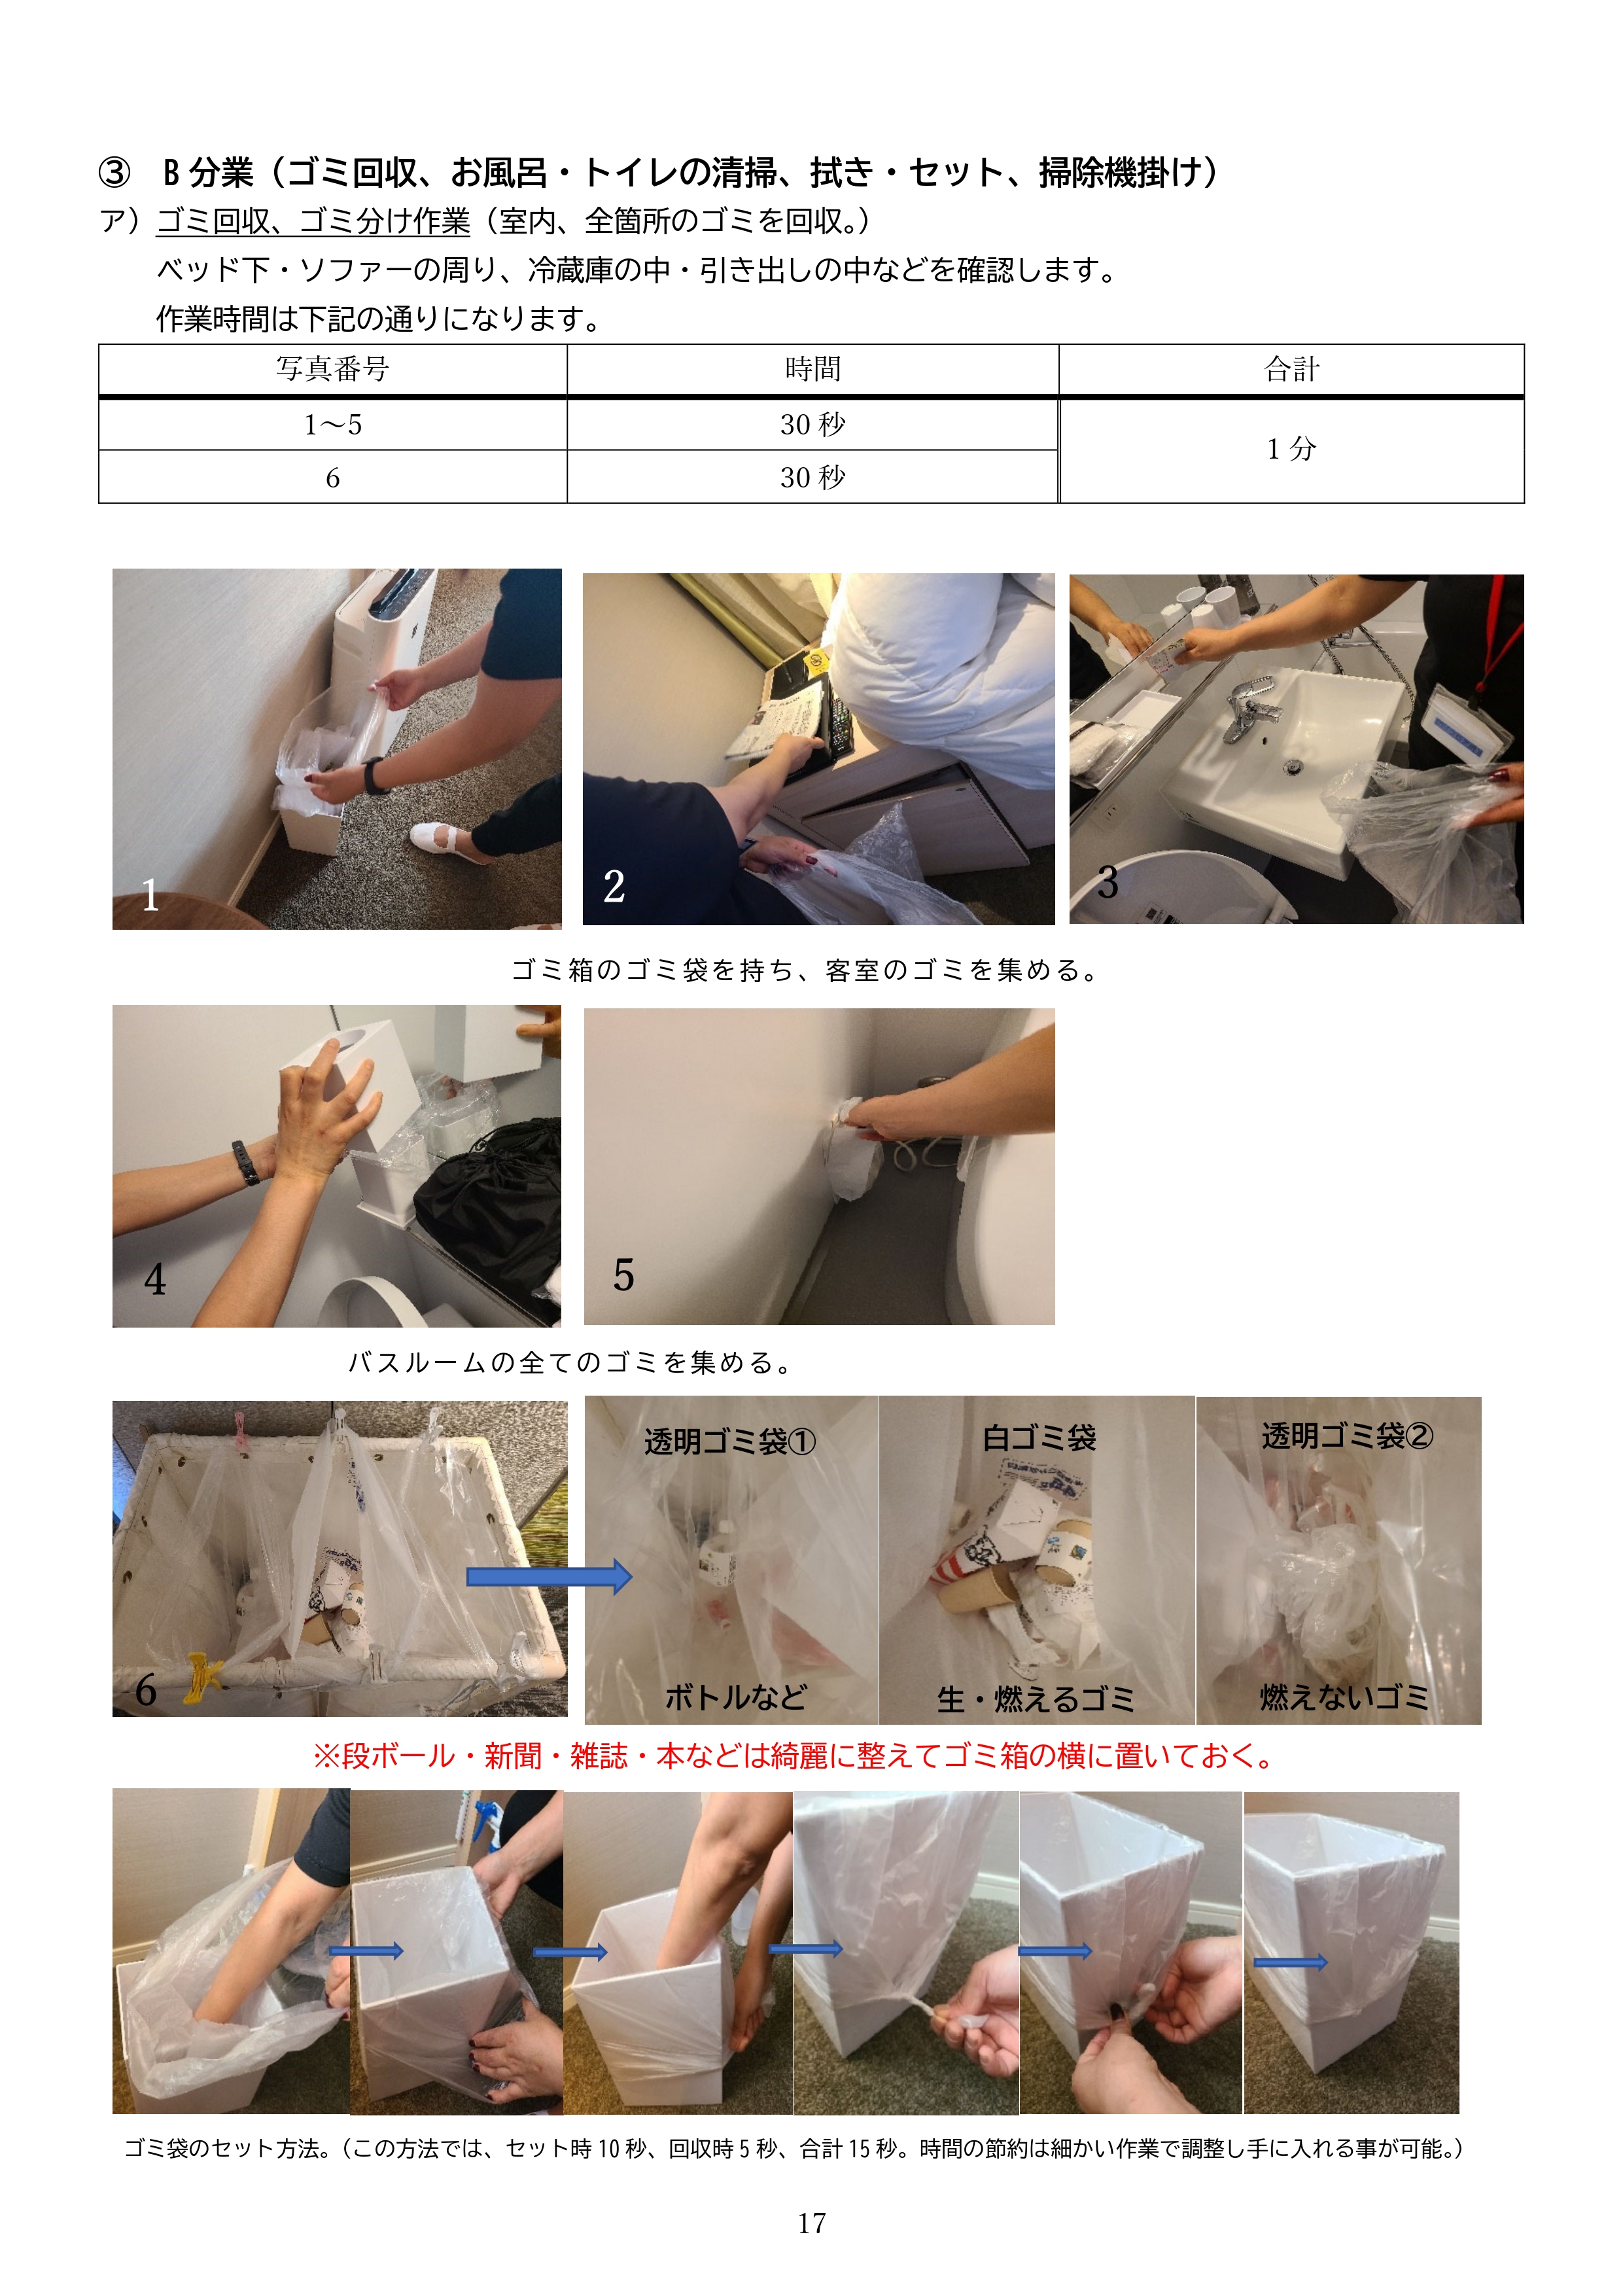 ③ B 分業（ゴミ回収、お風呂・トイレの清掃、拭き・セット、掃除機掛け）
ア）ゴミ回収、ゴミ分け作業（室内、全箇所のゴミを回収。）
ベッド下・ソファーの周り、冷蔵庫の中・引き出しの中などを確認します。
作業時間は下記の通りになります。
写真番号 時間 合計
1～5 30 秒 1 分
6 30 秒
1
2
3
ゴミ箱のゴミ袋を持ち、客室のゴミを集める。
4
5
バスルームの全てのゴミを集める。
6
透明ゴミ袋① 白ゴミ袋 透明ゴミ袋②
ボトルなど 生・燃えるゴミ 燃えないゴミ
※段ボール・新聞・雑誌・本などは綺麗に整えてゴミ箱の横に置いておく。
ゴミ袋のセット方法。（この方法では、セット時 10 秒、回収時 5 秒、合計 15 秒。時間の節約は細かい作業で調整し手に入れる事が可能。）
17